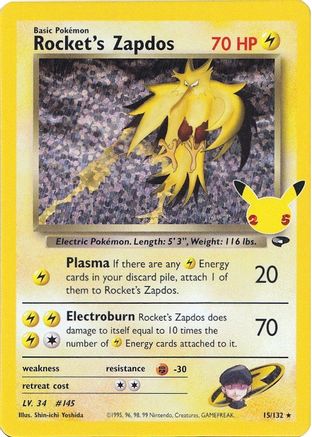 Basic Pokémon
Rocket's Zapdos 70 HP
25
Electric Pokémon. Length: 5' 3", Weight: 116 lbs.
Plasma If there are any Energy
cards in your discard pile, attach 1 of
them to Rocket's Zapdos.
20
Electroburn Rocket's Zapdos does
damage to itself equal to 10 times the
number of Energy cards attached to it.
70
weakness resistance -30
retreat cost
LV. 34 #145
Illus. Shin-ichi Yoshida ©1995, 96, 98, 99 Nintendo, Creatures, GAMEFREAK. 15/132 ★